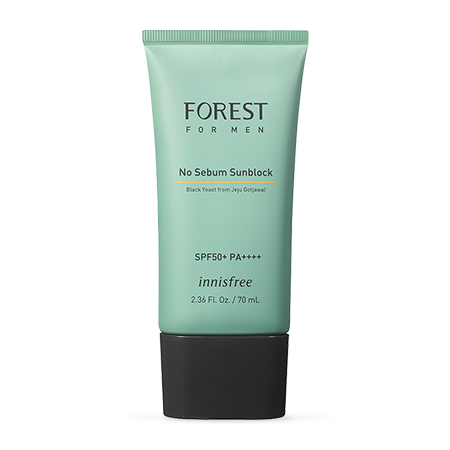 FOREST
FOR MEN
No Sebum Sunblock
Black Yeast from Jeju Gotjawal
SPF50+ PA++++
innisfree
2.36 Fl. Oz. / 70 mL